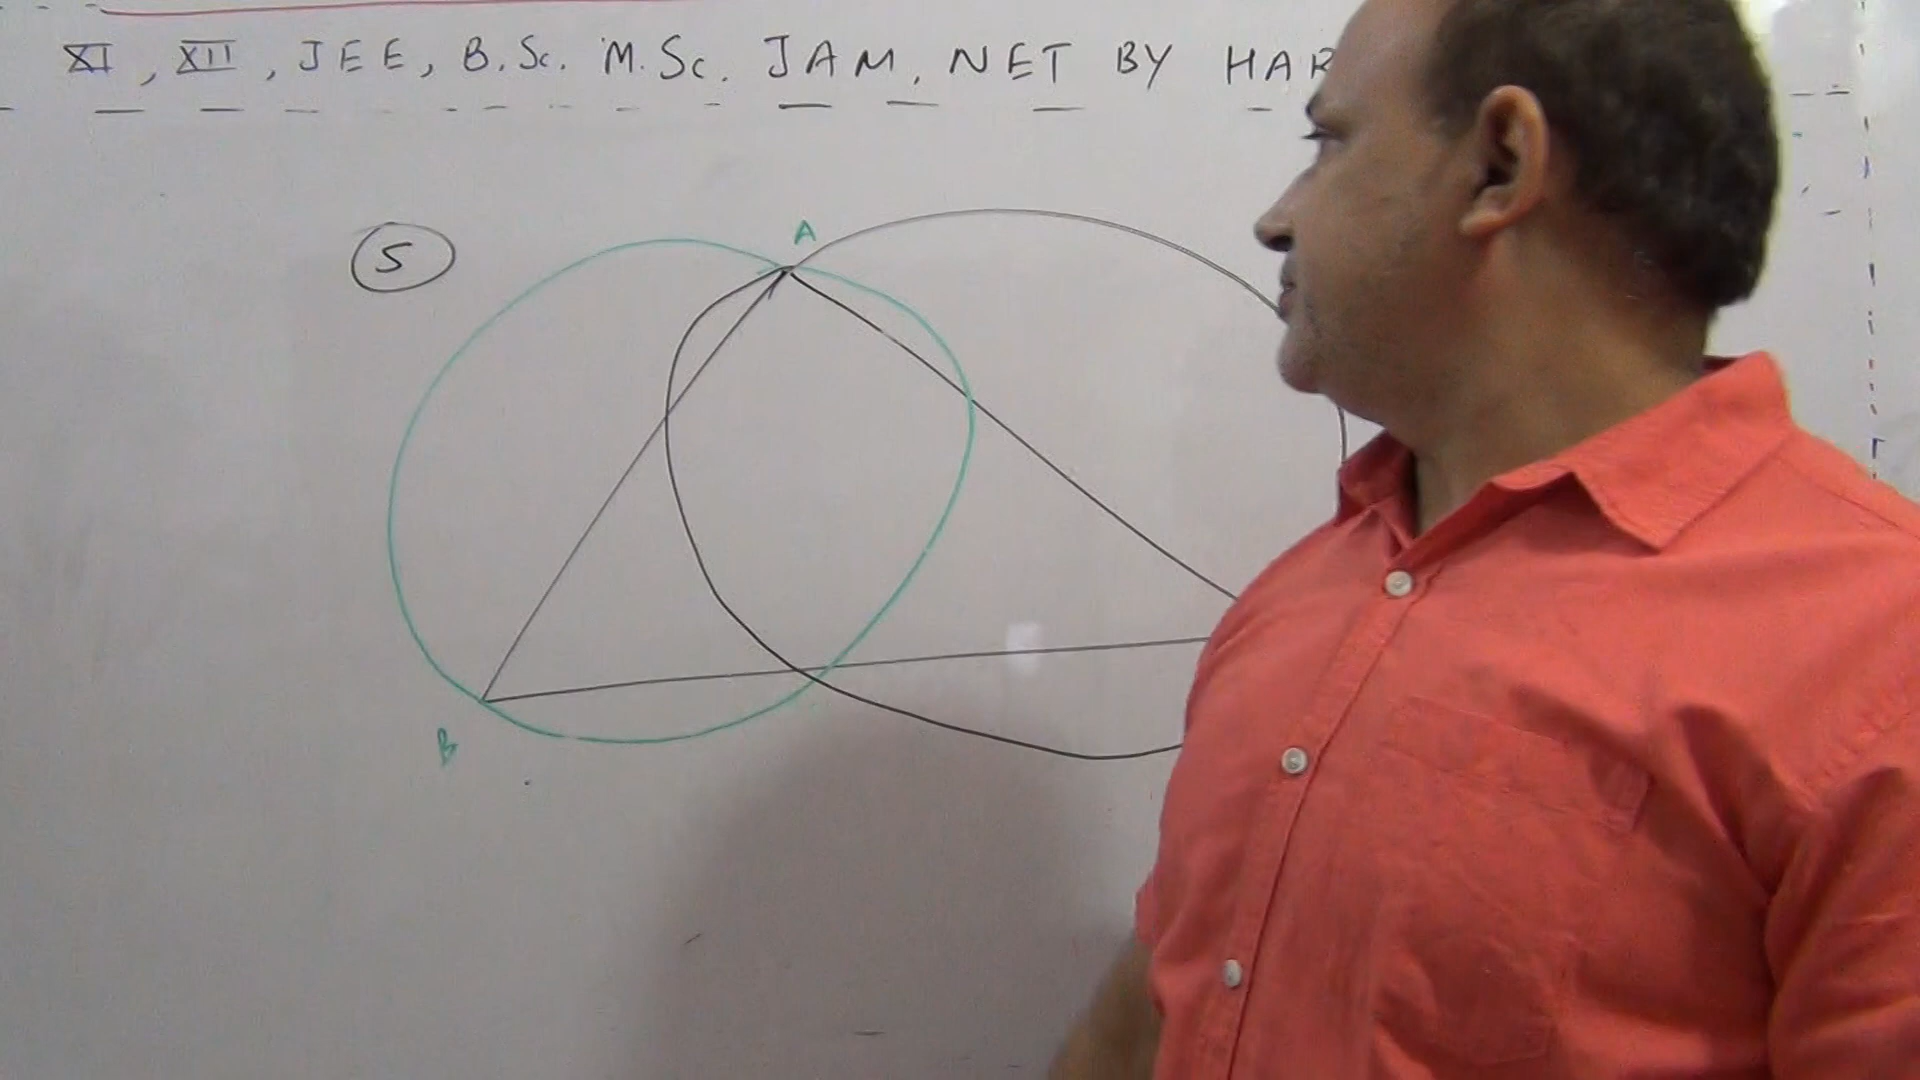 XI, XII, JEE, B.Sc. M.Sc. JAM, NET BY HAR
5
A
B